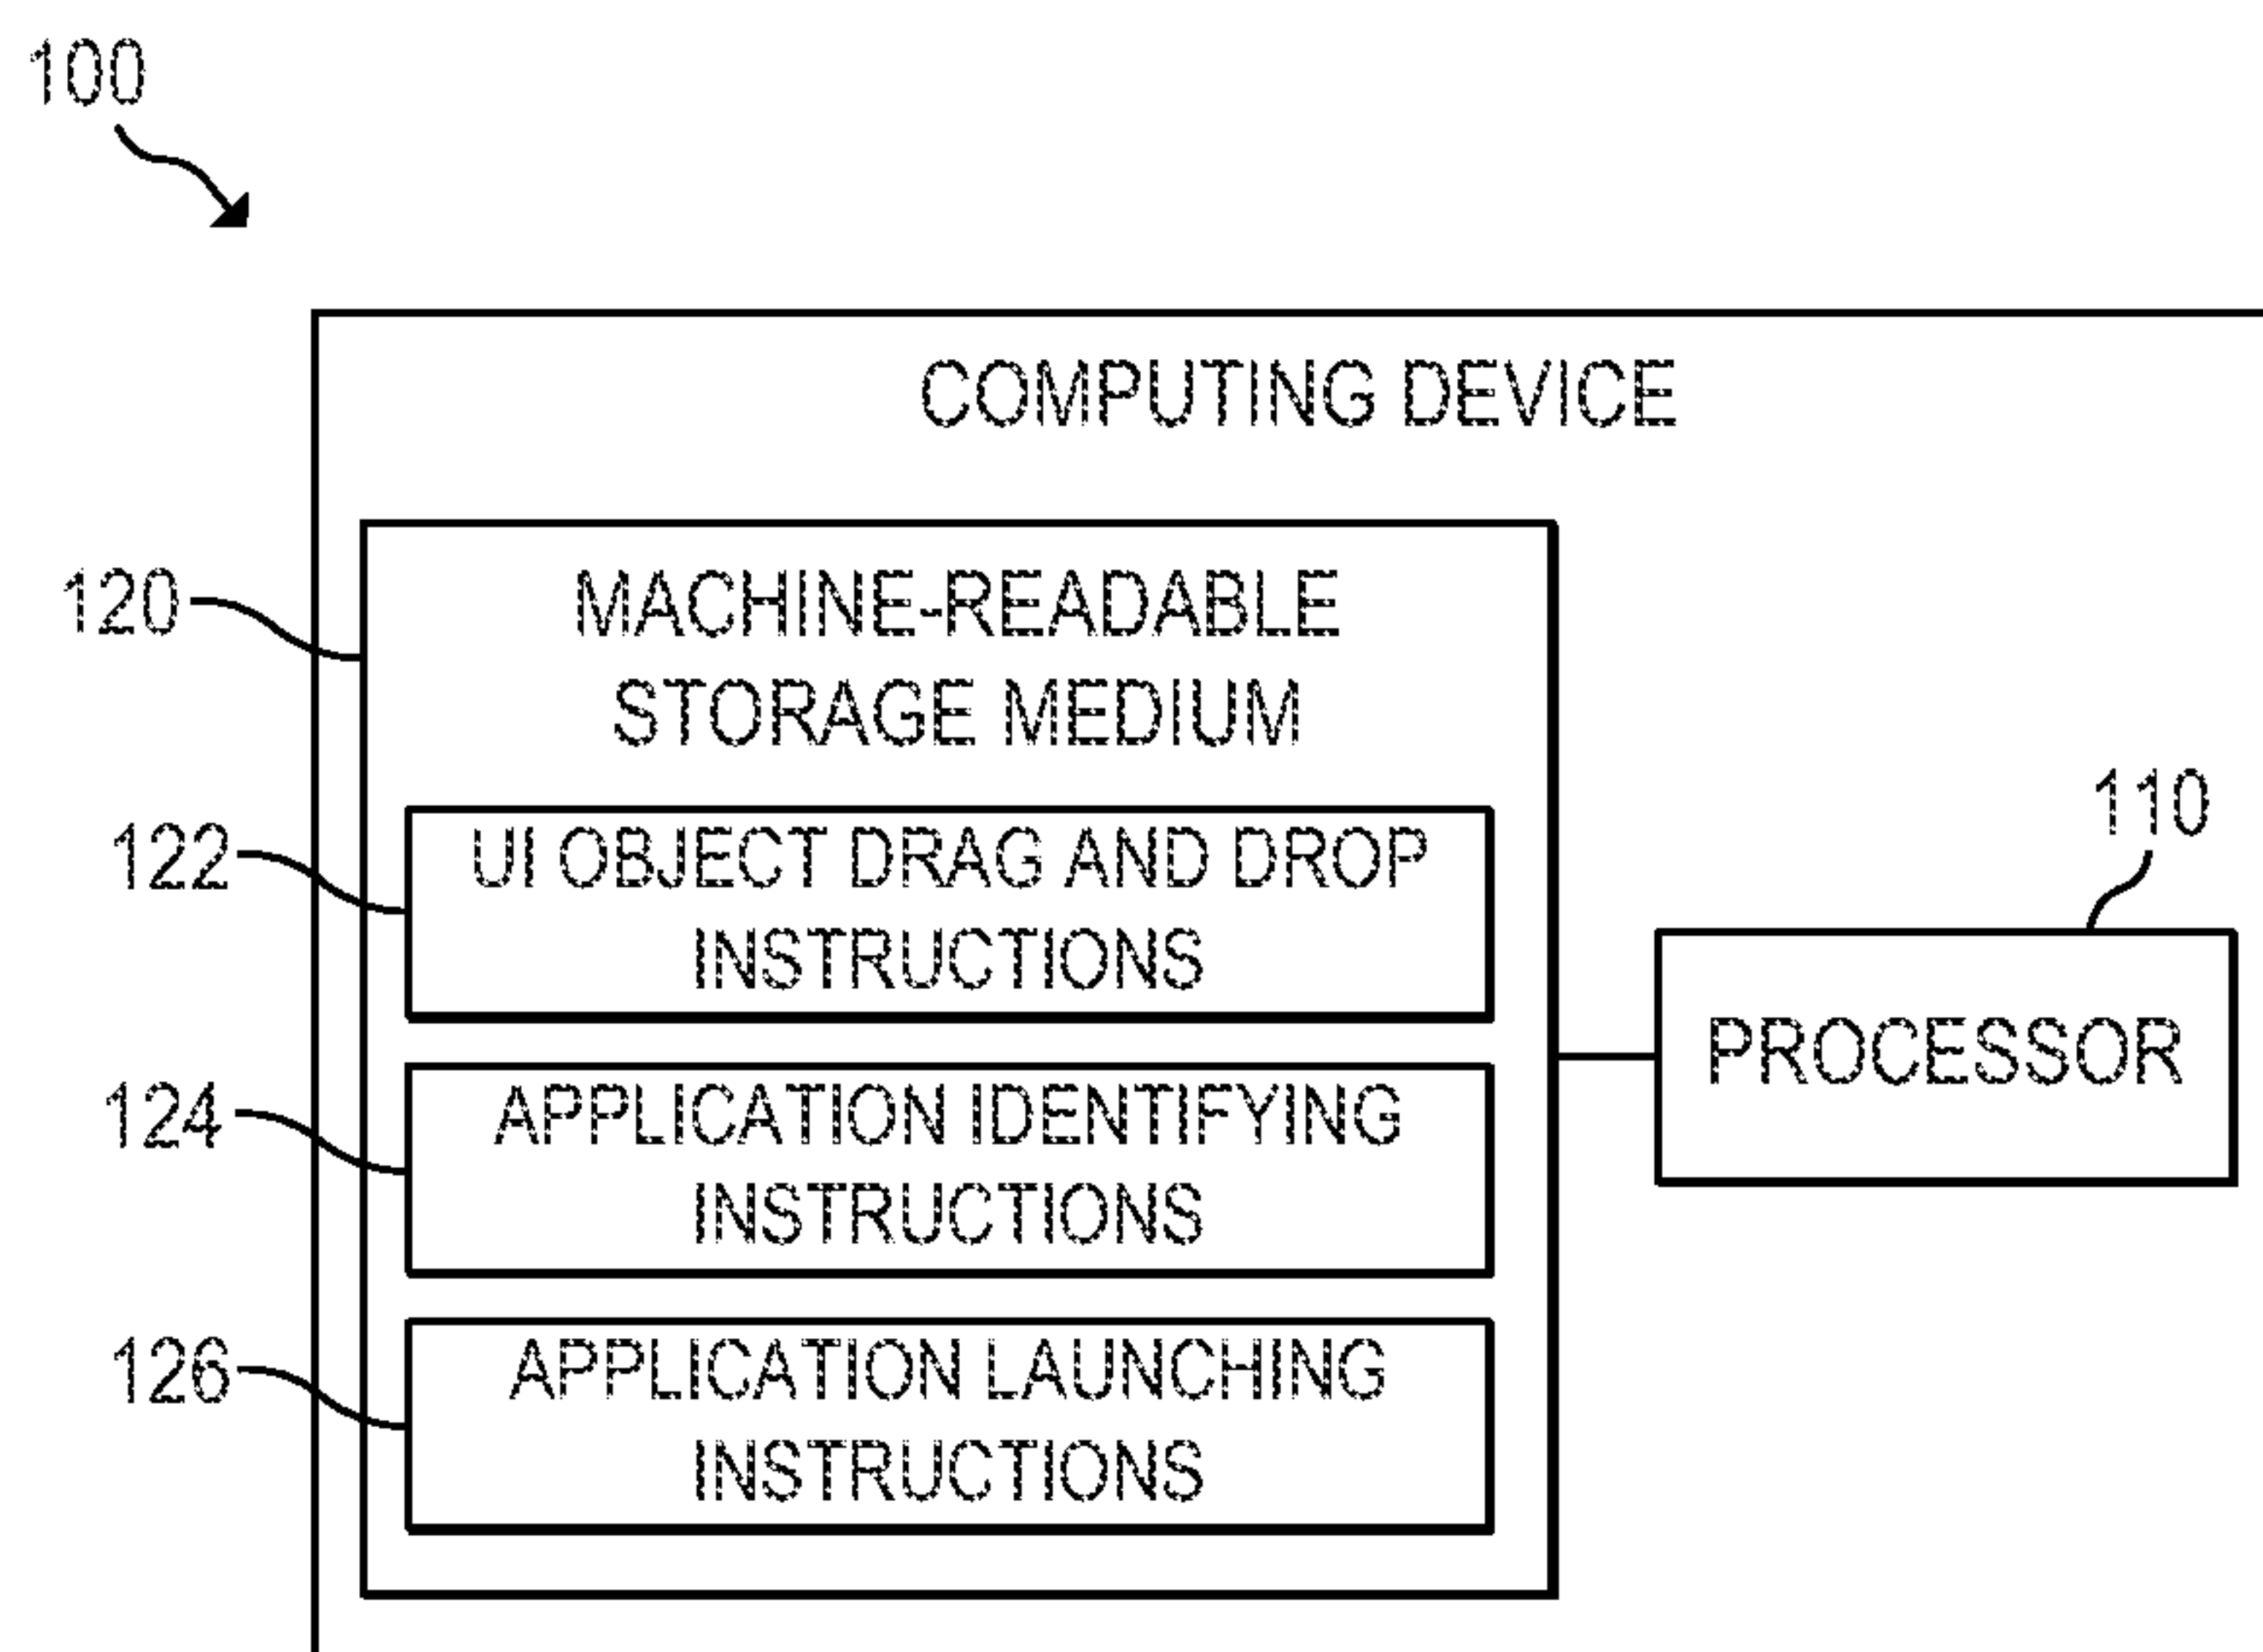 100
COMPUTING DEVICE
120
MACHINE-READABLE
STORAGE MEDIUM
122
UI OBJECT DRAG AND DROP
INSTRUCTIONS
110
PROCESSOR
124
APPLICATION IDENTIFYING
INSTRUCTIONS
126
APPLICATION LAUNCHING
INSTRUCTIONS